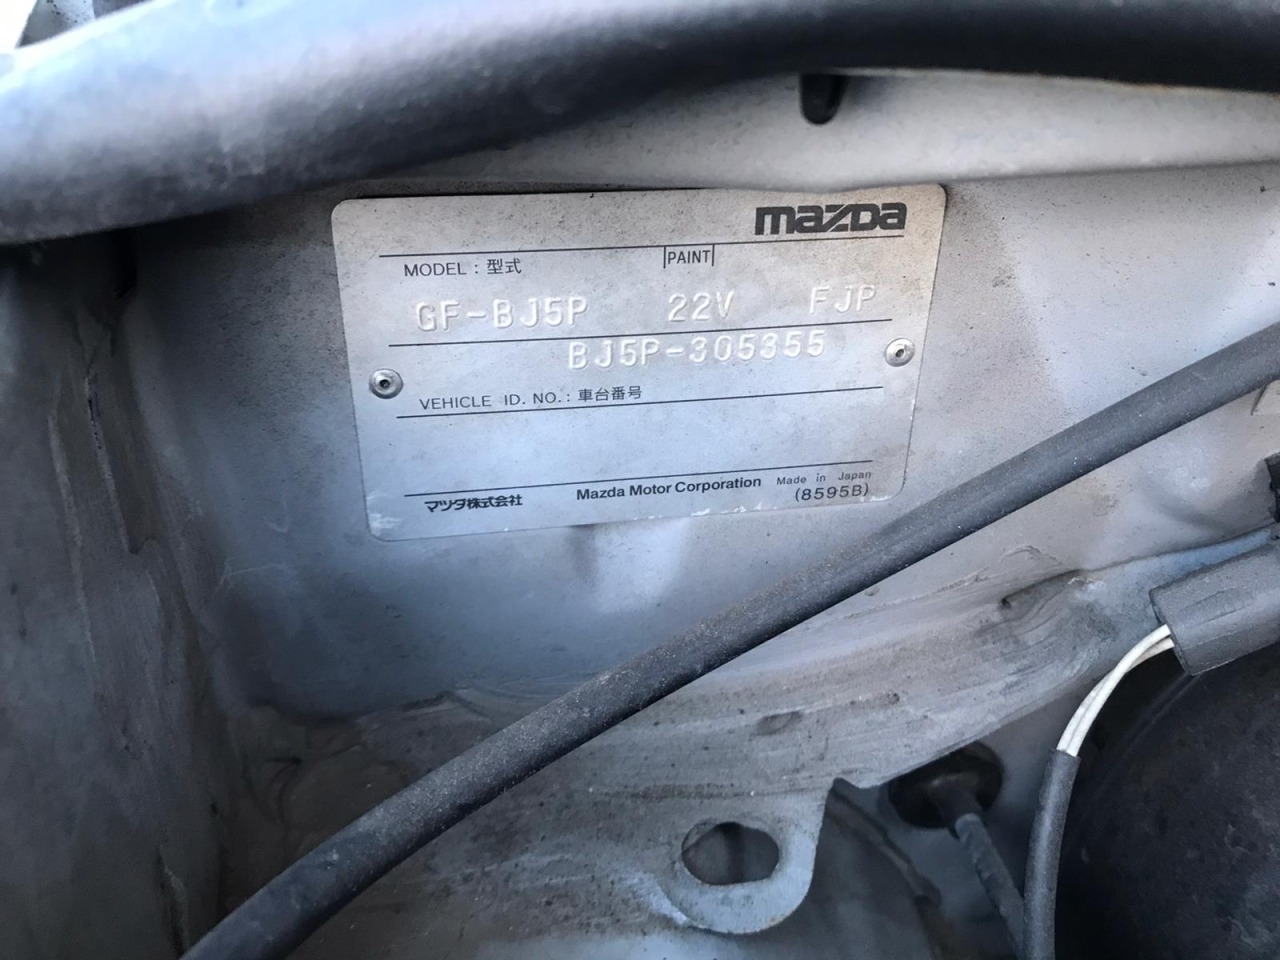 mazda
MODEL : 型式 PAINT
GF-BJ5P 22V FJP
BJ5P-305355
VEHICLE ID. NO. : 車台番号
マツダ株式会社 Mazda Motor Corporation Made in Japan
(8595B)